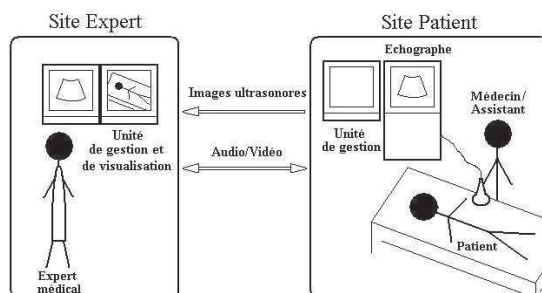 Site Expert
Site Patient
Echographe
Images ultrasonores
Médecin/
Assistant
Unité
de gestion et
de visualisation
Unité
de gestion
Audio/Vidéo
Patient
Expert
médical